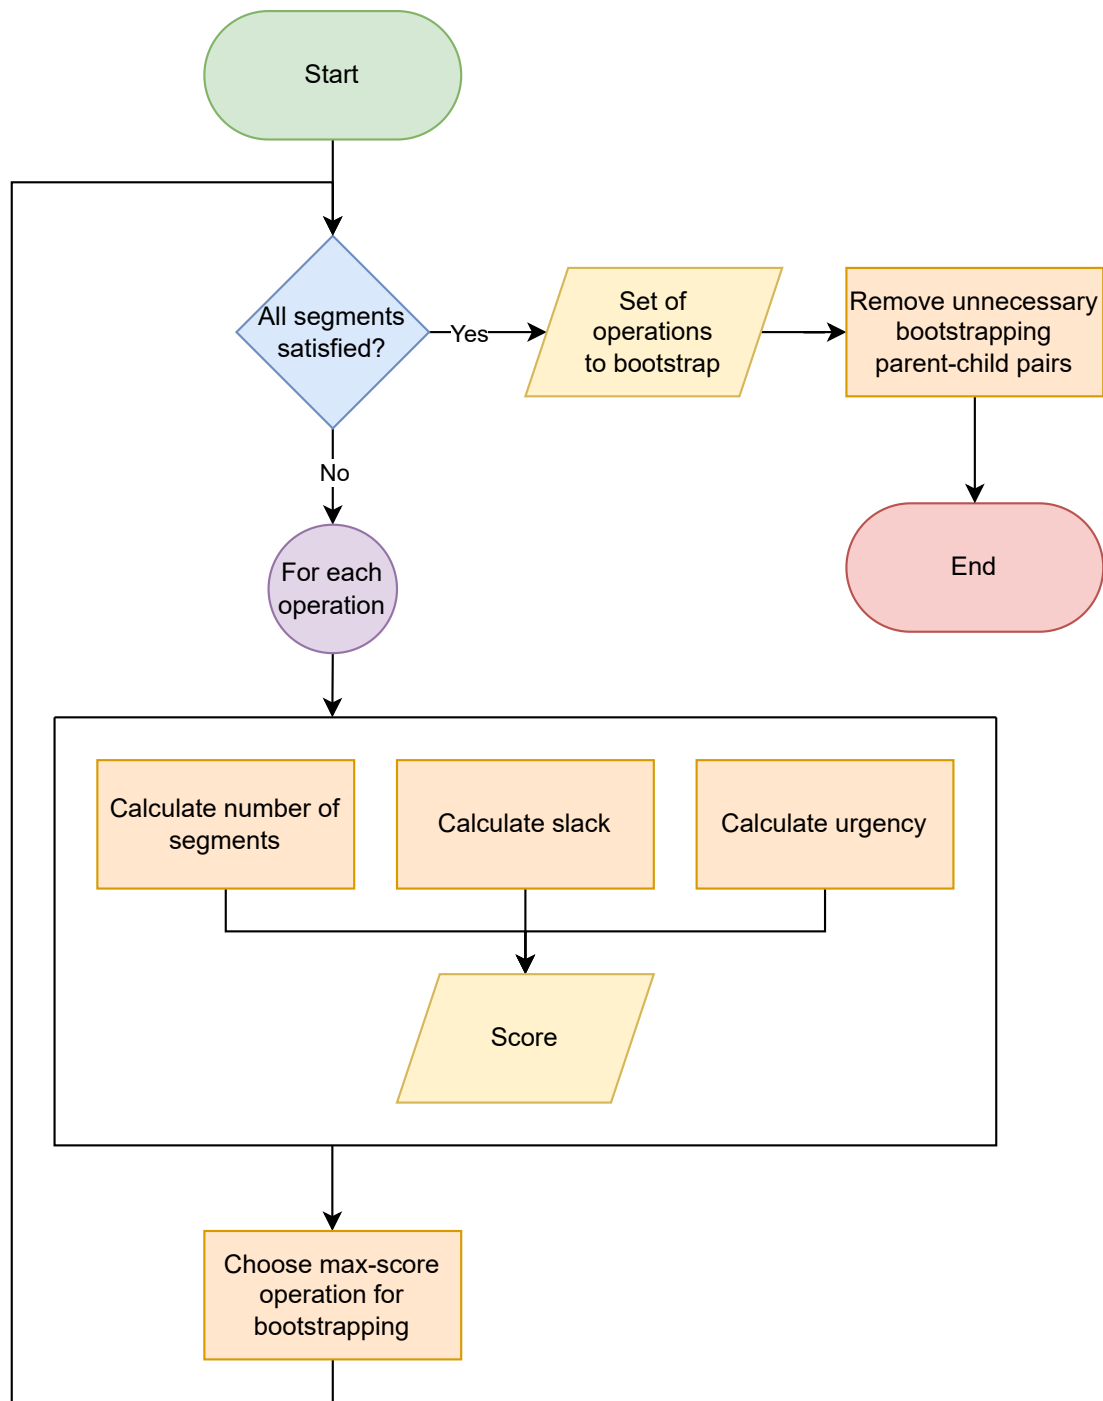 Start
All segments
satisfied?
Yes
Set of
operations
to bootstrap
Remove unnecessary
bootstrapping
parent-child pairs
No
End
For each
operation
Calculate number of
segments
Calculate slack
Calculate urgency
Score
Choose max-score
operation for
bootstrapping